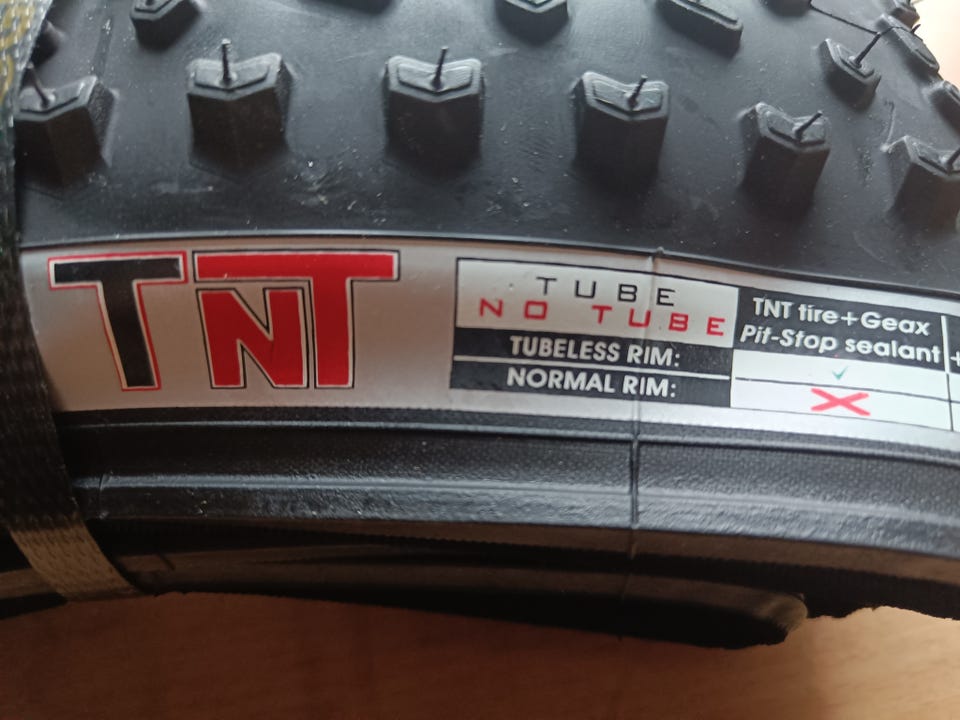 TNT
TUBE
NO TUBE
TUBELESS RIM:
NORMAL RIM:
TNT tire+Geax
Pit-Stop sealant
+